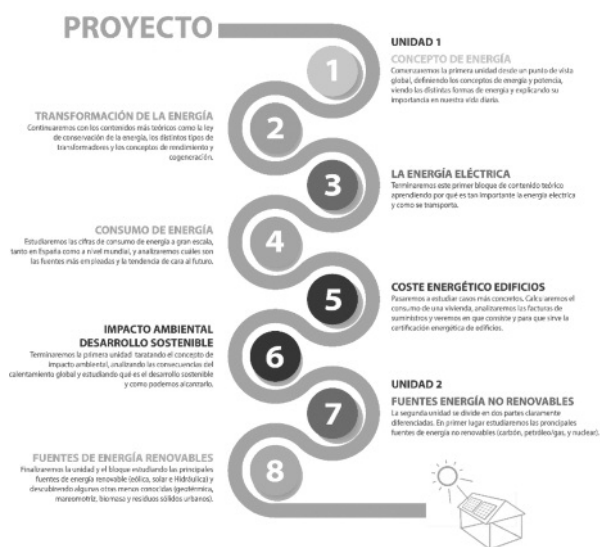 PROYECTO
UNIDAD 1
1
CONCEPTO DE ENERGÍA
Comenzaremos la primera unidad desde un punto de vista
global, definiendo los conceptos de energía y potencia,
viendo las distintas formas de energía y explicando su
importancia en nuestra vida diaria.
TRANSFORMACIÓN DE LA ENERGÍA
Continuaremos con los contenidos más teóricos como la ley
de conservación de la energía, los distintos tipos de
transformadores y los conceptos de rendimiento y
cogeneración.
2
3
LA ENERGÍA ELÉCTRICA
Terminaremos este primer bloque de contenido teórico
aprendiendo por qué es tan importante la energía electrica
y como se transporta.
CONSUMO DE ENERGÍA
Estudiaremos las cifras de consumo de energía a gran escala,
tanto en España como a nivel mundial, y analizaremos cuáles son
las fuentes más empleadas y la tendencia de cara al futuro.
4
5
COSTE ENERGÉTICO EDIFICIOS
Pasaremos a estudiar casos más concretos. Calcularemos el
consumo de una vivienda, analizaremos las facturas de
suministros y veremos en que consiste y para que sirve la
certificación energética de edificios.
IMPACTO AMBIENTAL
DESARROLLO SOSTENIBLE
Terminaremos la primera unidad taratando el concepto de
impacto ambiental, analizando las consecuencias del
calentamiento global y estudiando qué es el desarrollo sostenible
y como podemos alcanzarlo.
6
UNIDAD 2
7
FUENTES ENERGÍA NO RENOVABLES
La segunda unidad se divide en dos partes claramente
diferenciadas. En primer lugar estudiaremos las proncipales
fuentes de energía no renovables (carbón, petróleo/gas, y nuclear).
FUENTES DE ENERGÍA RENOVABLES
Finalizaremos la unidad y el bloque estudiando las principales
fuentes de energía renovable (eólica, solar e Hidráulica) y
descubriendo algunas otras menos conocidas (geotérmica,
mareomotriz, biomasa y residuos sólidos urbanos).
8